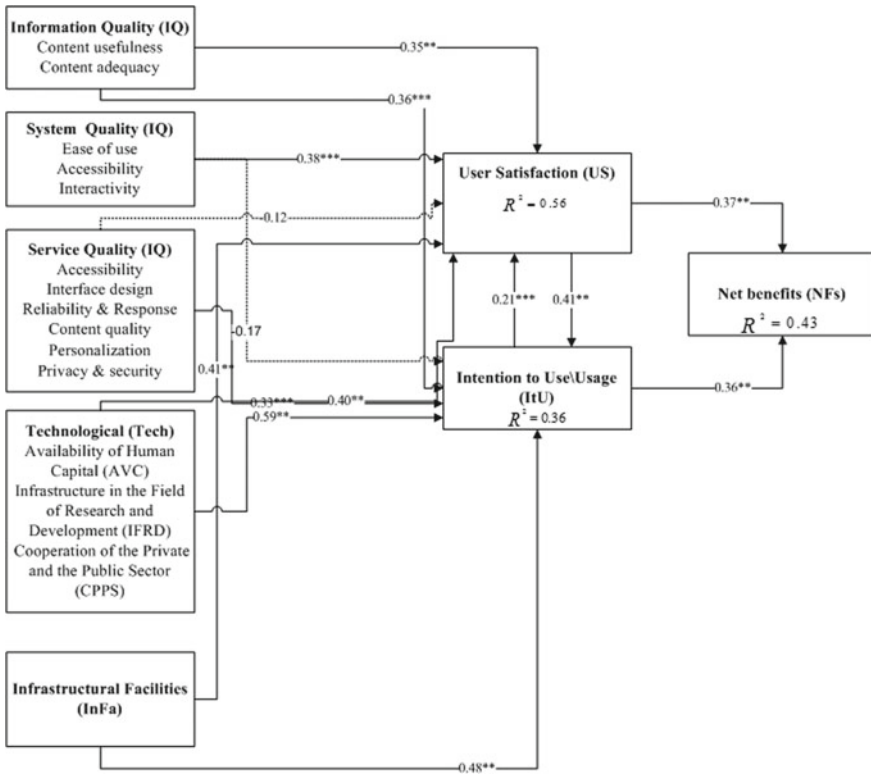 Information Quality (IQ)
Content usefulness
Content adequacy
0.35**
0.36***
System Quality (IQ)
Ease of use
Accessibility
Interactivity
0.38***
User Satisfaction (US)
R² = 0.56
-0.12
0.37**
Service Quality (IQ)
Accessibility
Interface design
Reliability & Response
Content quality
Personalization
Privacy & security
Net benefits (NFs)
R² = 0.43
0.21***
0.41**
-0.17
0.41**
Intention to Use\Usage
(ItU)
R² = 0.36
0.36**
0.33***
0.40**
0.59**
Technological (Tech)
Availability of Human
Capital (AVC)
Infrastructure in the Field
of Research and
Development (IFRD)
Cooperation of the Private
and the Public Sector
(CPPS)
Infrastructural Facilities
(InFa)
0.48**